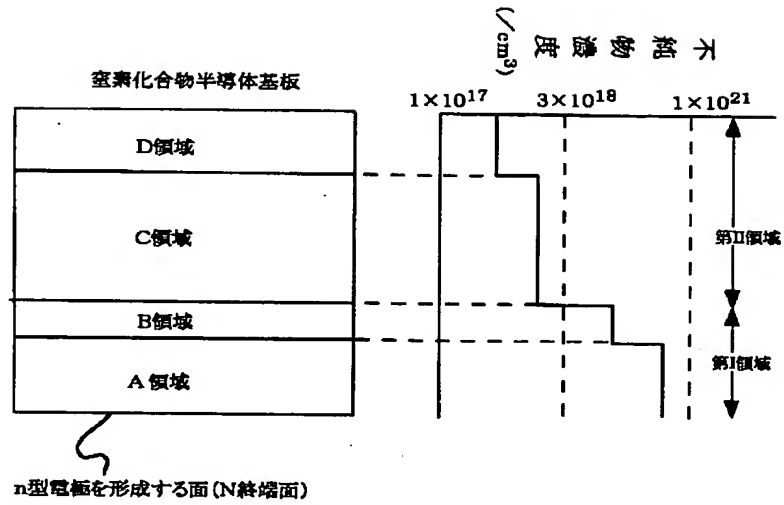 不純物濃度
(/cm³)
窒素化合物半導体基板
1×10¹⁷
3×10¹⁸
1×10²¹
D領域
C領域
第II領域
B領域
A領域
第I領域
n型電極を形成する面(N終端面)